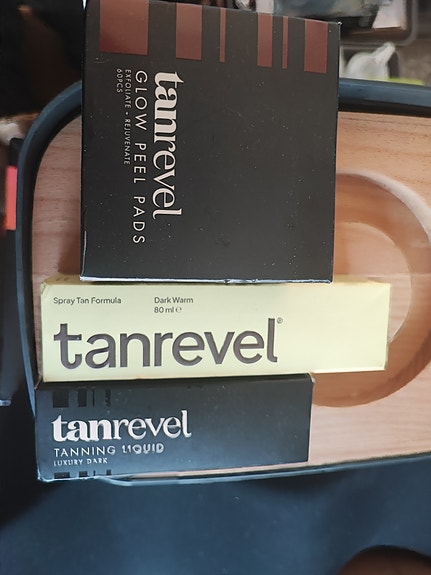 tanrevel
GLOW PEEL PADS
EXFOLIATE - REJUVENATE
60PCS
Spray Tan Formula
Dark Warm
80 ml ℮
tanrevel®
tanrevel
TANNING LIQUID
LUXURY DARK